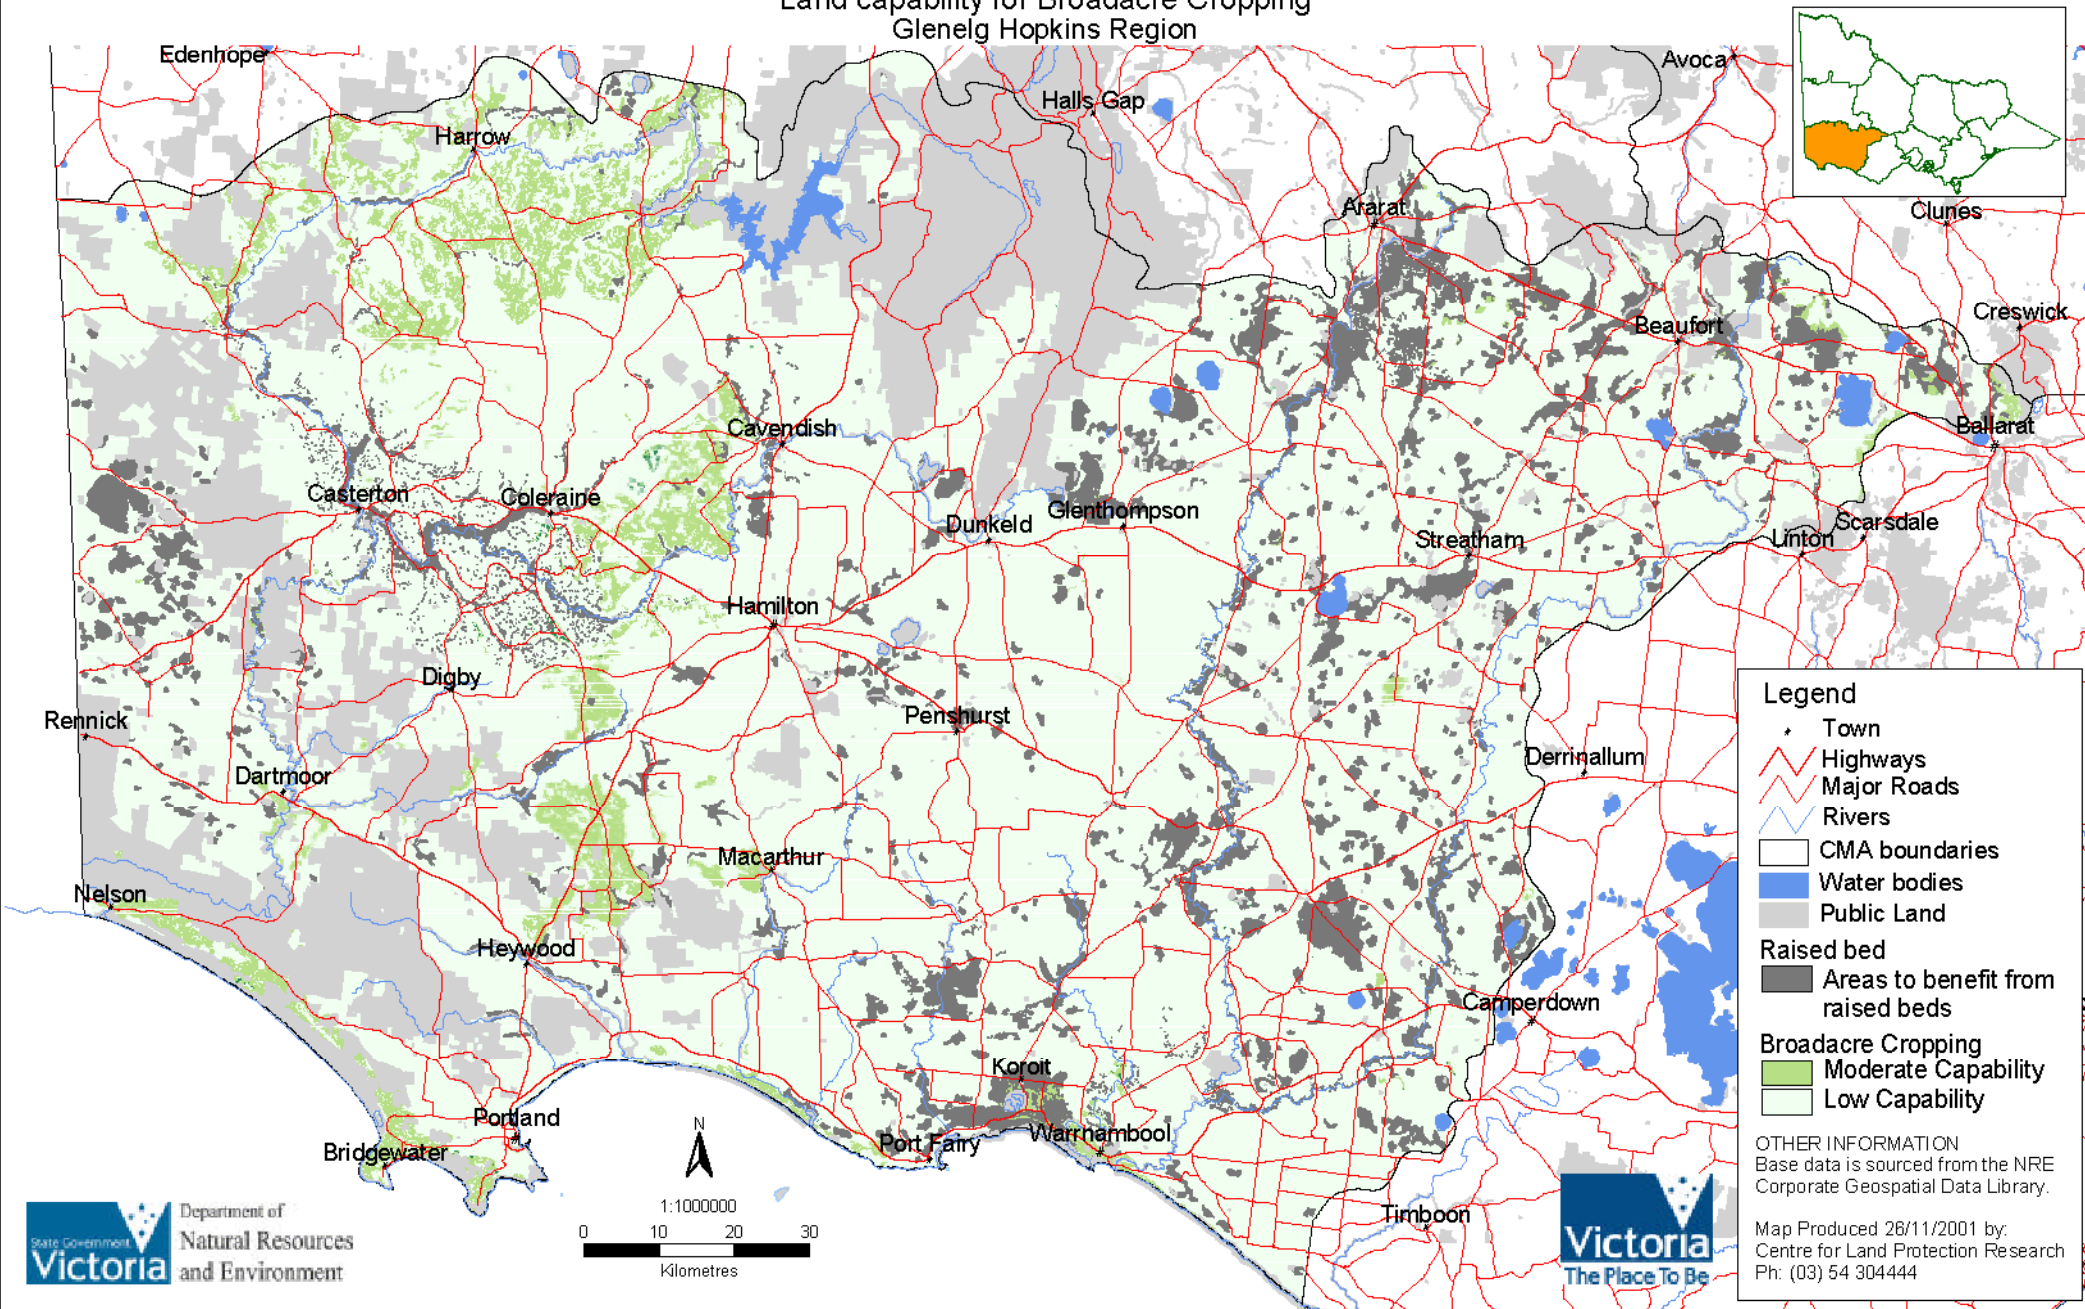 Land capability for Broadacre Cropping
Glenelg Hopkins Region
Edenhope
Avoca
Halls Gap
Harrow
Ararat
Clunes
Creswick
Beaufort
Cavendish
Ballarat
Casterton
Coleraine
Glenthompson
Dunkeld
Scarsdale
Streatham
Linton
Hamilton
Digby
Rennick
Penshurst
Derrinallum
Dartmoor
Macarthur
Nelson
Heywood
Camperdown
Koroit
Portland
Port Fairy
Warrnambool
Bridgewater
Timboon
Legend
Town
Highways
Major Roads
Rivers
CMA boundaries
Water bodies
Public Land
Raised bed
Areas to benefit from
raised beds
Broadacre Cropping
Moderate Capability
Low Capability
OTHER INFORMATION
Base data is sourced from the NRE
Corporate Geospatial Data Library.
Map Produced 26/11/2001 by:
Centre for Land Protection Research
Ph: (03) 54 304444
N
1:1000000
0 10 20 30
Kilometres
State Government
Victoria
Department of
Natural Resources
and Environment
Victoria
The Place To Be